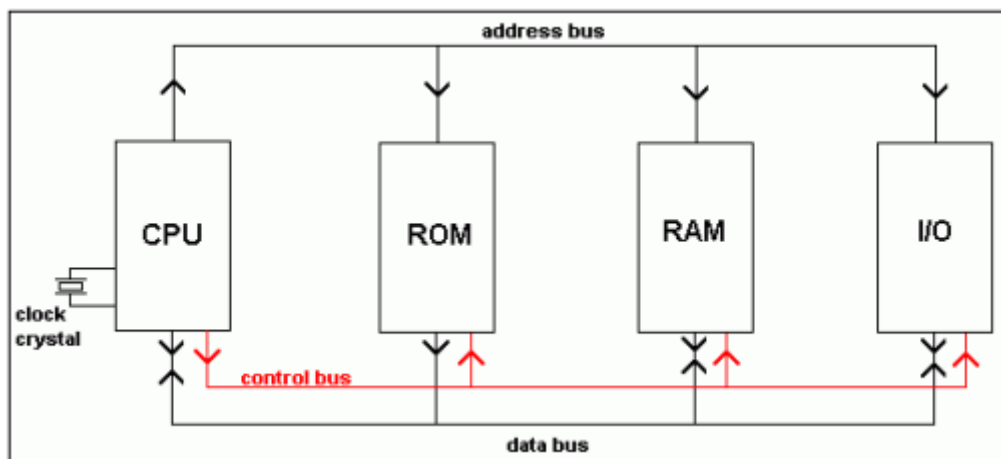 address bus
CPU
ROM
RAM
I/O
clock
crystal
control bus
data bus